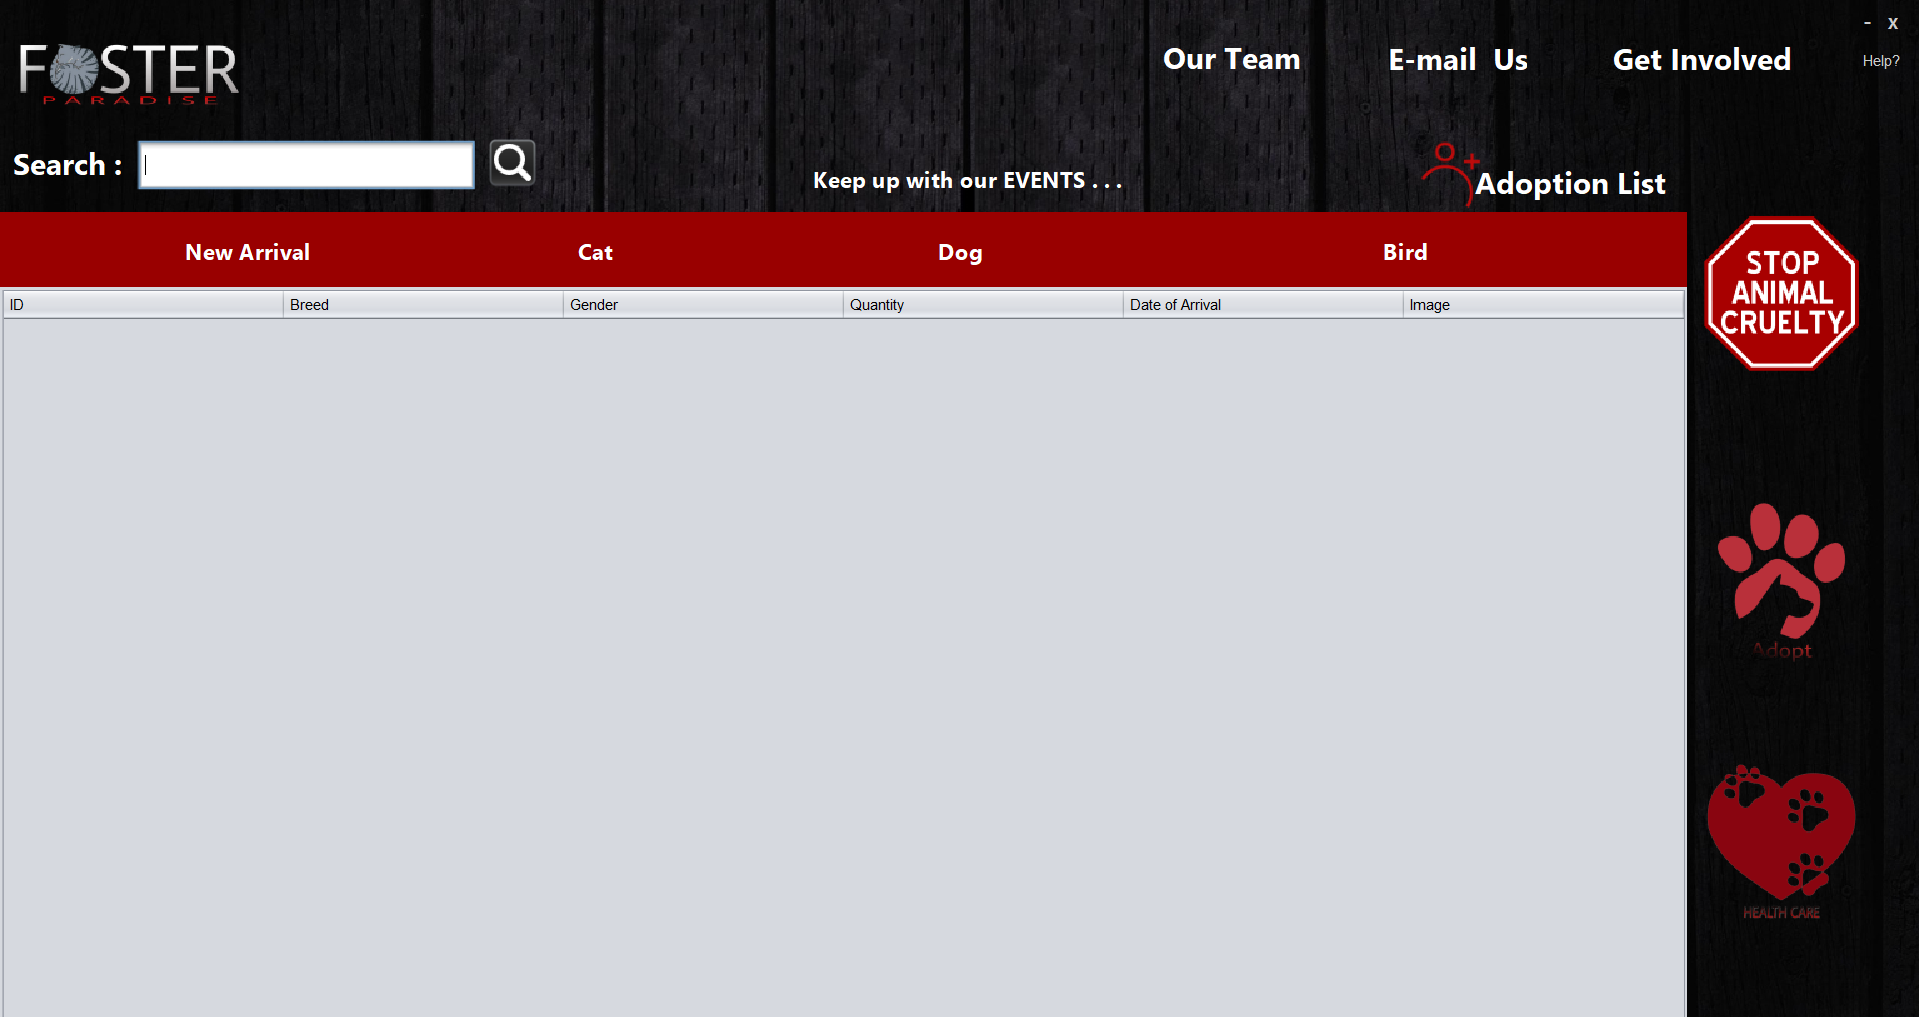 - x
FOSTER
PARADISE
Our Team
E-mail Us
Get Involved
Help?
Search :
Keep up with our EVENTS . . .
Adoption List
New Arrival
Cat
Dog
Bird
ID
Breed
Gender
Quantity
Date of Arrival
Image
STOP
ANIMAL
CRUELTY
Adopt
HEALTH CARE